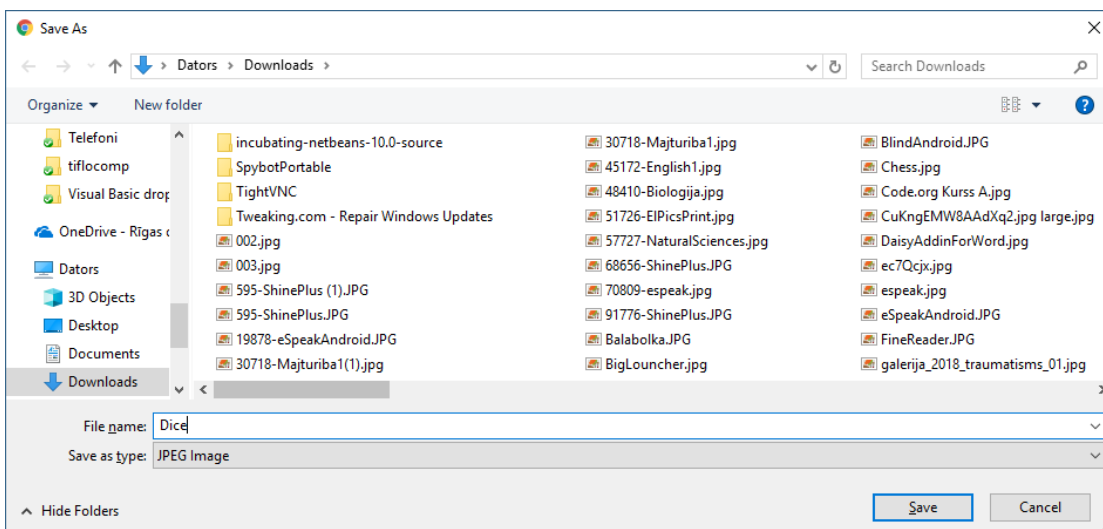 Save As
Dators > Downloads >
Search Downloads
Organize
New folder
Telefoni
tiflocomp
Visual Basic drop
OneDrive - Rīgas
Dators
3D Objects
Desktop
Documents
Downloads
incubating-netbeans-10.0-source
SpybotPortable
TightVNC
Tweaking.com - Repair Windows Updates
002.jpg
003.jpg
595-ShinePlus (1).JPG
595-ShinePlus.JPG
19878-eSpeakAndroid.JPG
30718-Majturiba1(1).jpg
30718-Majturiba1.jpg
45172-English1.jpg
48410-Biologija.jpg
51726-ElPicsPrint.jpg
57727-NaturalSciences.jpg
68656-ShinePlus.JPG
70809-espeak.jpg
91776-ShinePlus.JPG
Balabolka.JPG
BigLouncher.jpg
BlindAndroid.JPG
Chess.jpg
Code.org Kurss A.jpg
CuKngEMW8AAdXq2.jpg large.jpg
DaisyAddinForWord.jpg
ec7Qcjx.jpg
espeak.jpg
eSpeakAndroid.JPG
FineReader.JPG
galerija_2018_traumatisms_01.jpg
File name: Dice
Save as type: JPEG Image
Hide Folders
Save
Cancel